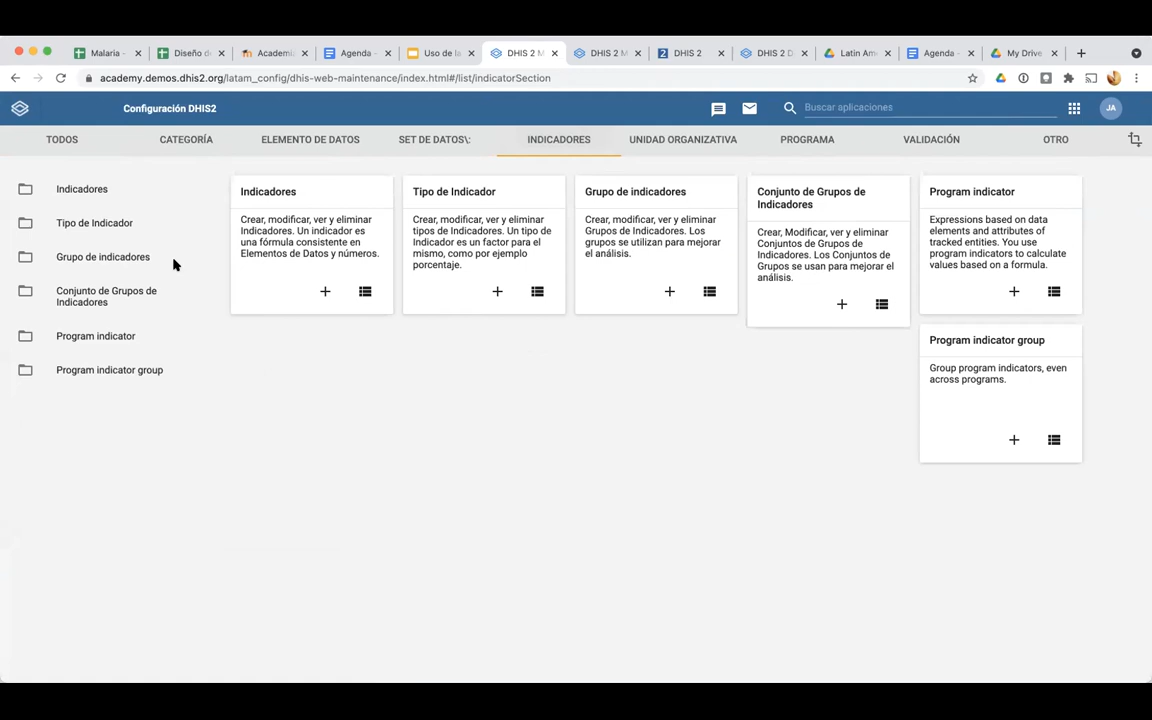 Malaria
Diseño d
Academi
Agenda -
Uso de la
DHIS 2 M
DHIS 2 M
DHIS 2
DHIS 2 D
Latin Am
Agenda -
My Drive
academy.demos.dhis2.org/latam_config/dhis-web-maintenance/index.html#/list/indicatorSection
Configuración DHIS2
Buscar aplicaciones
JA
TODOS
CATEGORÍA
ELEMENTO DE DATOS
SET DE DATOS\:
INDICADORES
UNIDAD ORGANIZATIVA
PROGRAMA
VALIDACIÓN
OTRO
Indicadores
Tipo de Indicador
Grupo de indicadores
Conjunto de Grupos de
Indicadores
Program indicator
Program indicator group
Indicadores
Crear, modificar, ver y eliminar
Indicadores. Un indicador es
una fórmula consistente en
Elementos de Datos y números.
Tipo de Indicador
Crear, modificar, ver y eliminar
tipos de Indicadores. Un tipo de
Indicador es un factor para el
mismo, como por ejemplo
porcentaje.
Grupo de indicadores
Crear, modificar, ver y eliminar
Grupos de Indicadores. Los
grupos se utilizan para mejorar
el análisis.
Conjunto de Grupos de
Indicadores
Crear, Modificar, ver y eliminar
Conjuntos de Grupos de
Indicadores. Los Conjuntos de
Grupos se usan para mejorar el
análisis.
Program indicator
Expressions based on data
elements and attributes of
tracked entities. You use
program indicators to calculate
values based on a formula.
Program indicator group
Group program indicators, even
across programs.